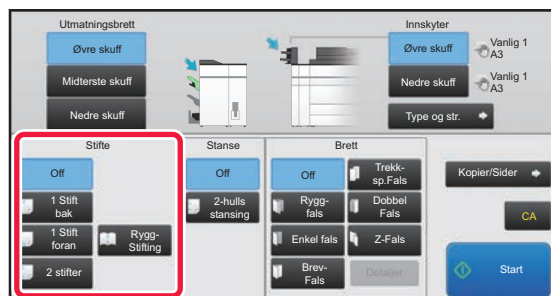 Utmatningsbrett
Innskyter
Øvre skuff
Midterste skuff
Nedre skuff
Øvre skuff
Vanlig 1
A3
Nedre skuff
Vanlig 1
A3
Type og str.
Stifte
Off
1 Stift
bak
1 Stift
foran
2 stifter
Rygg-
Stifting
Stanse
Off
2-hulls
stansing
Brett
Off
Trekk-
sp.Fals
Rygg-
fals
Dobbel
Fals
Enkel fals
Z-Fals
Brev-
Fals
Detaljer
Kopier/Sider
CA
Start